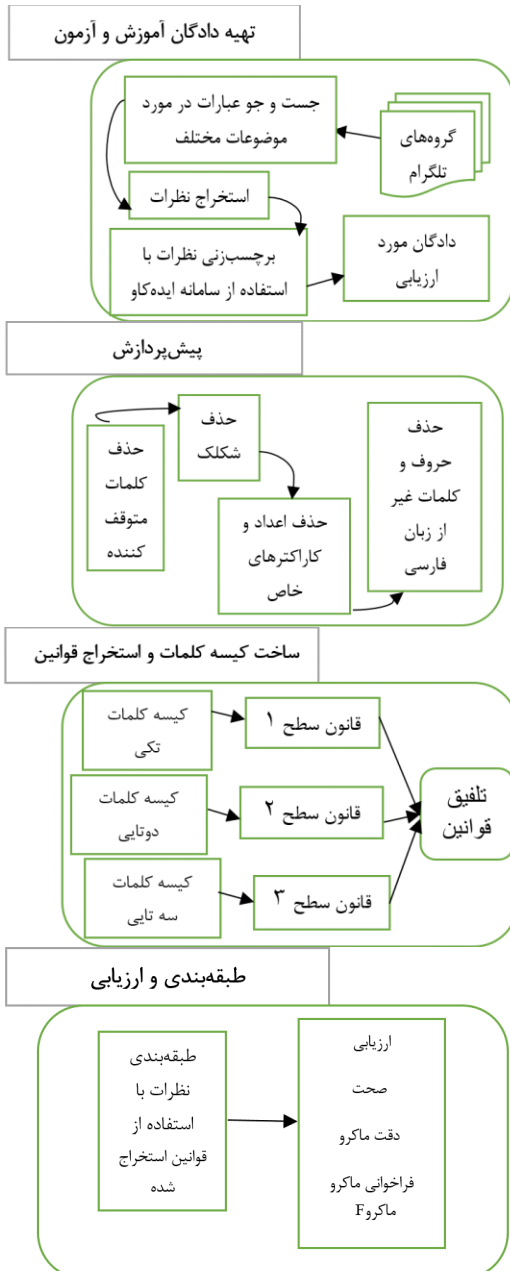 تهیه دادگان آموزش و آزمون
گروه‌های
تلگرام
جست و جو عبارات در مورد
موضوعات مختلف
استخراج نظرات
برچسب‌زنی نظرات با
استفاده از سامانه ایده‌کاو
دادگان مورد
ارزیابی
پیش‌پردازش
حذف
کلمات
متوقف
کننده
حذف
شکلک
حذف اعداد و
کاراکترهای
خاص
حذف
حروف و
کلمات غیر
از زبان
فارسی
ساخت کیسه کلمات و استخراج قوانین
کیسه کلمات
تکی
قانون سطح ۱
کیسه کلمات
دوتایی
قانون سطح ۲
کیسه کلمات
سه تایی
قانون سطح ۳
تلفیق
قوانین
طبقه‌بندی و ارزیابی
طبقه‌بندی
نظرات با
استفاده از
قوانین استخراج
شده
ارزیابی
صحت
دقت ماکرو
فراخوانی ماکرو
ماکروF